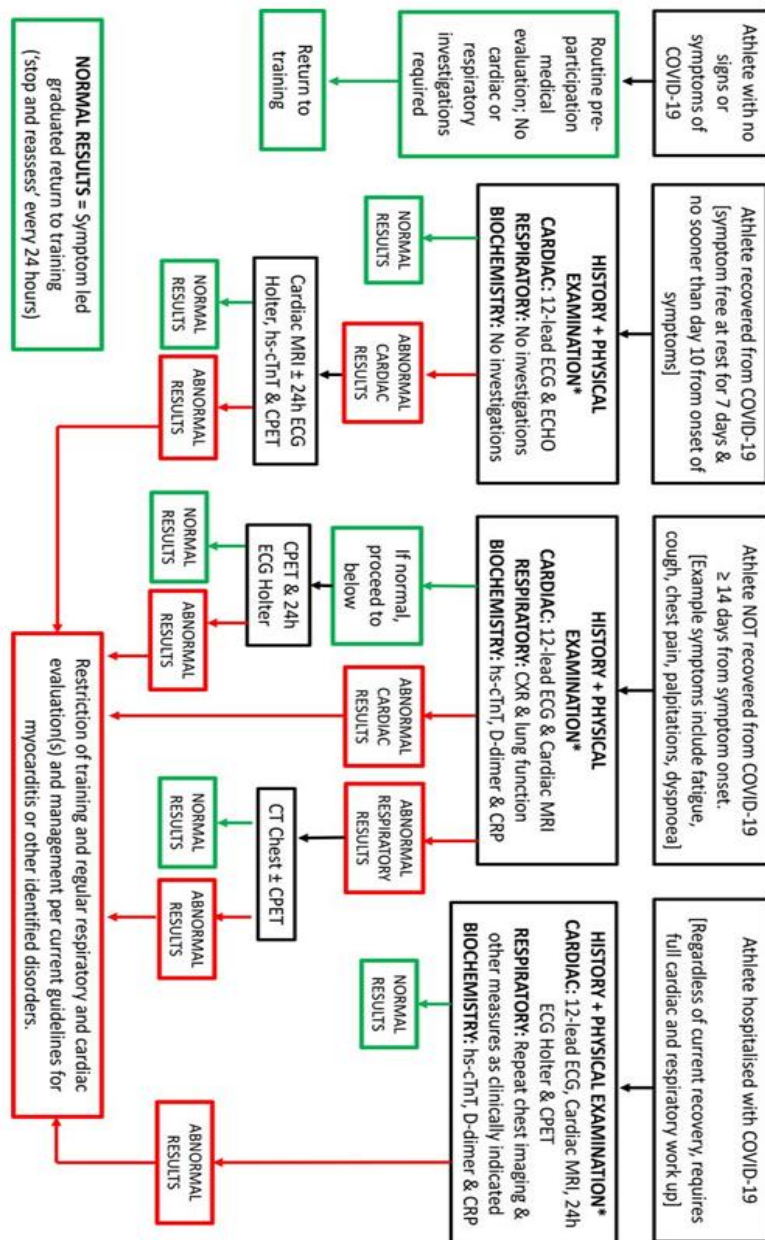 Athlete with no
signs or
symptoms of
COVID-19
Routine pre-
participation
medical
evaluation; No
cardiac or
respiratory
investigations
required
Return to
training
Athlete recovered from COVID-19
[symptom free at rest for 7 days &
no sooner than day 10 from onset of
symptoms]
HISTORY + PHYSICAL
EXAMINATION*
CARDIAC: 12-lead ECG & ECHO
RESPIRATORY: No investigations
BIOCHEMISTRY: No investigations
NORMAL
RESULTS
ABNORMAL
CARDIAC
RESULTS
Cardiac MRI ± 24h ECG
Holter, hs-cTnT & CPET
NORMAL
RESULTS
ABNORMAL
RESULTS
Athlete NOT recovered from COVID-19
≥ 14 days from symptom onset.
[Example symptoms include fatigue,
cough, chest pain, palpitations, dyspnoea]
HISTORY + PHYSICAL
EXAMINATION*
CARDIAC: 12-lead ECG & Cardiac MRI
RESPIRATORY: CXR & lung function
BIOCHEMISTRY: hs-cTnT, D-dimer & CRP
If normal,
proceed to
below
CPET & 24h
ECG Holter
NORMAL
RESULTS
ABNORMAL
RESULTS
ABNORMAL
CARDIAC
RESULTS
ABNORMAL
RESPIRATORY
RESULTS
CT Chest ± CPET
NORMAL
RESULTS
ABNORMAL
RESULTS
Athlete hospitalised with COVID-19
[Regardless of current recovery, requires
full cardiac and respiratory work up]
HISTORY + PHYSICAL EXAMINATION*
CARDIAC: 12-lead ECG, Cardiac MRI, 24h
ECG Holter & CPET
RESPIRATORY: Repeat chest imaging &
other measures as clinically indicated
BIOCHEMISTRY: hs-cTnT, D-dimer & CRP
NORMAL
RESULTS
ABNORMAL
RESULTS
NORMAL RESULTS = Symptom led
graduated return to training
('stop and reassess' every 24 hours)
Restriction of training and regular respiratory and cardiac
evaluation(s) and management per current guidelines for
myocarditis or other identified disorders.